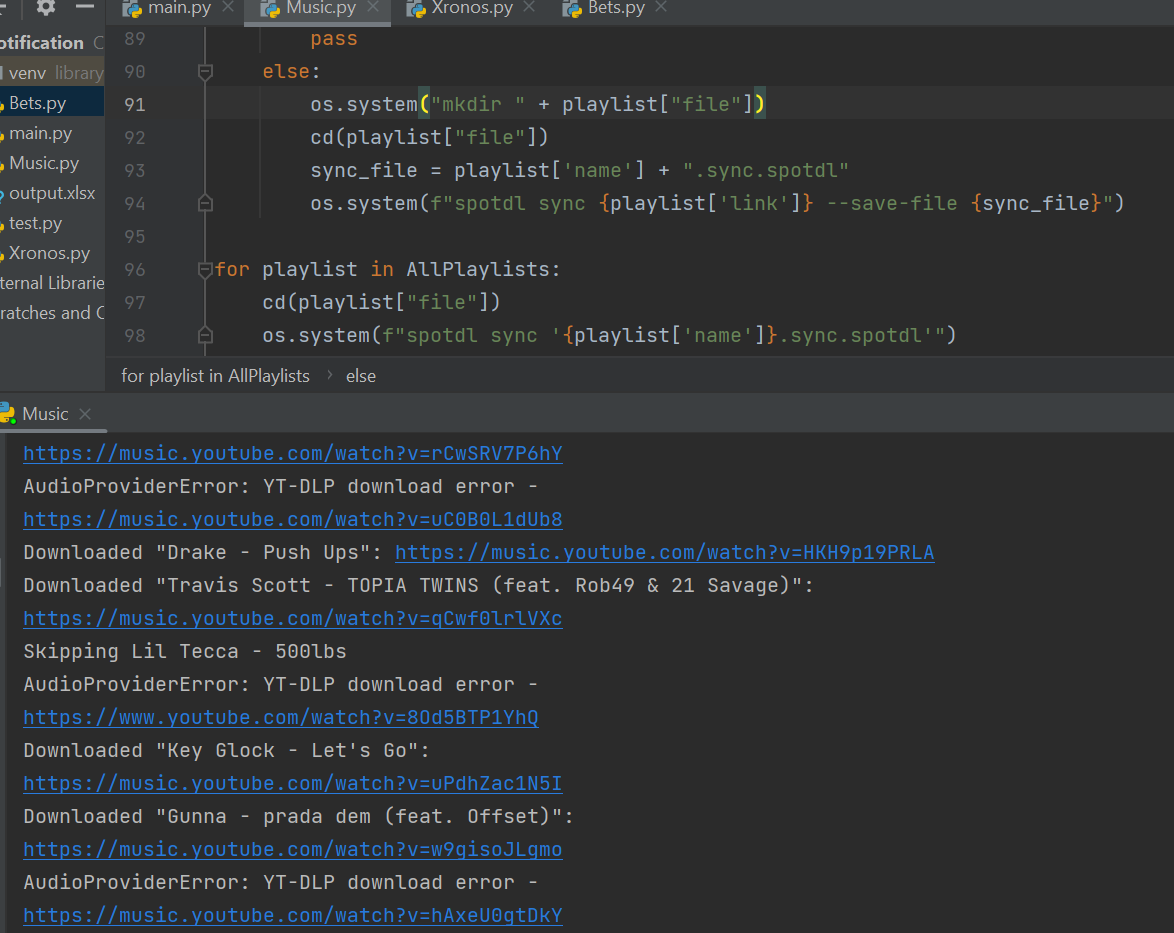 main.py Music.py Xronos.py Bets.py
otification
venv library
Bets.py
main.py
Music.py
output.xlsx
test.py
Xronos.py
ternal Librarie
ratches and C
89 pass
90 else:
91 os.system("mkdir " + playlist["file"])
92 cd(playlist["file"])
93 sync_file = playlist['name'] + ".sync.spotdl"
94 os.system(f"spotdl sync {playlist['link']} --save-file {sync_file}")
95
96 for playlist in AllPlaylists:
97 cd(playlist["file"])
98 os.system(f"spotdl sync '{playlist['name']}.sync.spotdl'")
for playlist in AllPlaylists › else
Music
https://music.youtube.com/watch?v=rCwSRV7P6hY
AudioProviderError: YT-DLP download error -
https://music.youtube.com/watch?v=uC0B0L1dUb8
Downloaded "Drake - Push Ups": https://music.youtube.com/watch?v=HKH9p19PRLA
Downloaded "Travis Scott - TOPIA TWINS (feat. Rob49 & 21 Savage)":
https://music.youtube.com/watch?v=qCwf0lrlVXc
Skipping Lil Tecca - 500lbs
AudioProviderError: YT-DLP download error -
https://www.youtube.com/watch?v=8Od5BTP1YhQ
Downloaded "Key Glock - Let's Go":
https://music.youtube.com/watch?v=uPdhZac1N5I
Downloaded "Gunna - prada dem (feat. Offset)":
https://music.youtube.com/watch?v=w9gisoJLgmo
AudioProviderError: YT-DLP download error -
https://music.youtube.com/watch?v=hAxeU0gtDkY